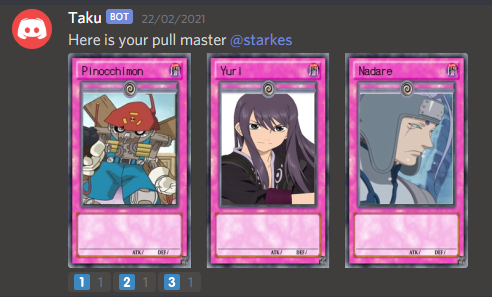 Taku BOT 22/02/2021
Here is your pull master @starkes
Pinocchimon
Yuri
Nadare
ATK/ DEF/
ATK/ DEF/
ATK/ DEF/
1 1 2 1 3 1